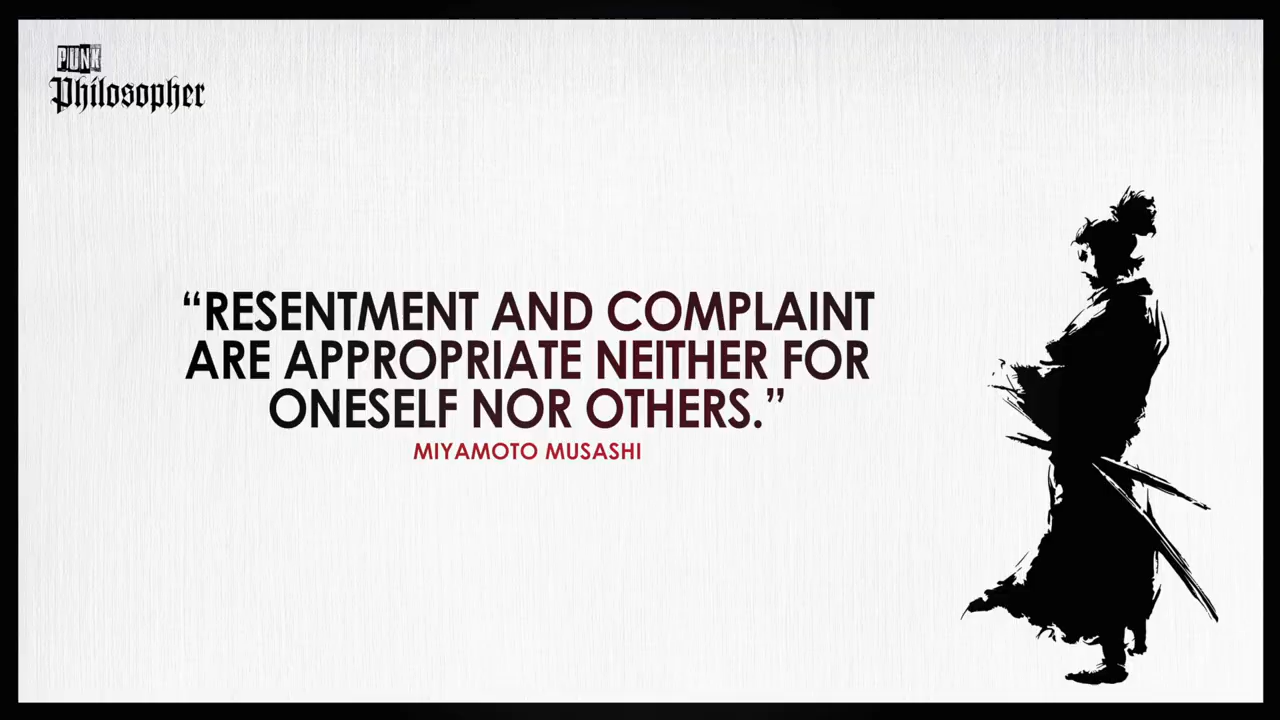 PUNK
Philosopher
“RESENTMENT AND COMPLAINT
ARE APPROPRIATE NEITHER FOR
ONESELF NOR OTHERS.”
MIYAMOTO MUSASHI